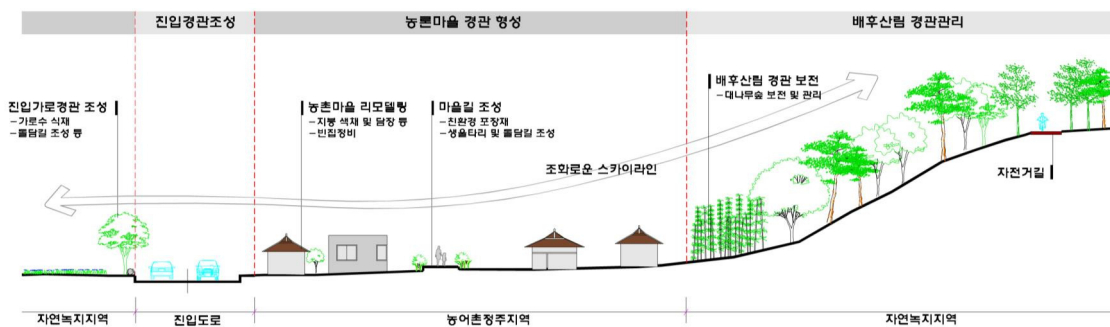 진입경관조성
농론마을 경관 형성
배후산림 경관관리
진입가로경관 조성
-가로수 식재
-돌담길 조성 등
농촌마을 리모델링
-지붕 색채 및 담장 등
-빈집정비
마을길 조성
-친환경 포장재
-생울타리 및 돌담길 조성
배후산림 경관 보전
-대나무숲 보전 및 관리
조화로운 스카이라인
자전거길
자연녹지지역
진입도로
농어촌정주지역
자연녹지지역